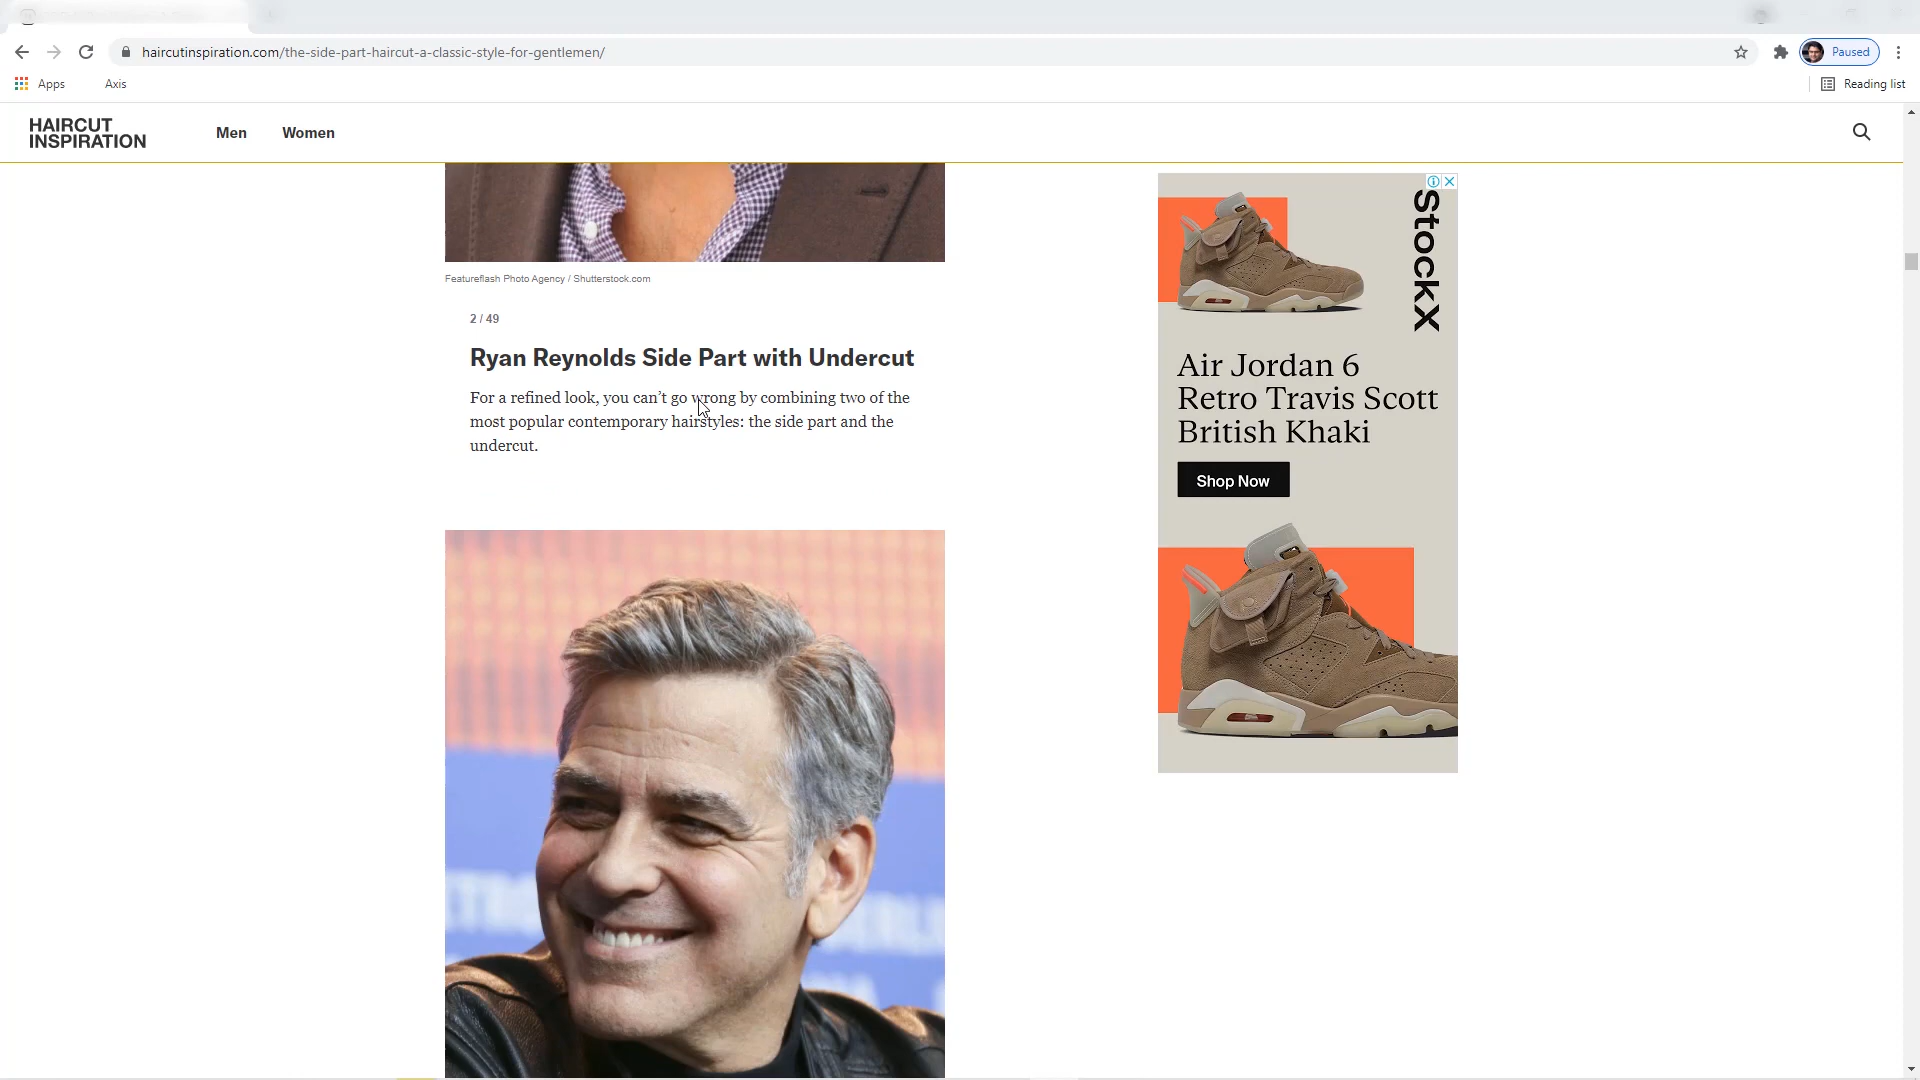 haircutinspiration.com/the-side-part-haircut-a-classic-style-for-gentlemen/
Paused
Apps
Axis
Reading list
HAIRCUT
INSPIRATION
Men
Women
Featureflash Photo Agency / Shutterstock.com
2 / 49
Ryan Reynolds Side Part with Undercut
For a refined look, you can’t go wrong by combining two of the
most popular contemporary hairstyles: the side part and the
undercut.
StockX
Air Jordan 6
Retro Travis Scott
British Khaki
Shop Now